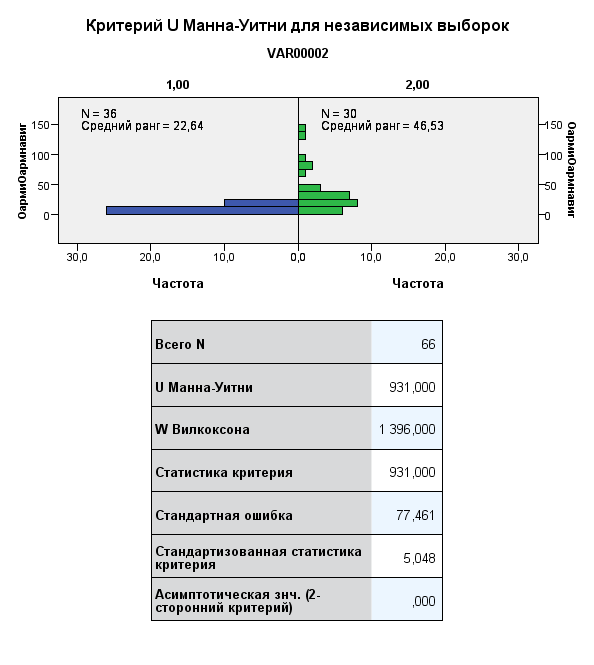 Критерий U Манна-Уитни для независимых выборок
VAR00002
1,00 2,00
N = 36
Средний ранг = 22,64
N = 30
Средний ранг = 46,53
ОармиОармнавиг
150
100
50
0
150
100
50
0
ОармиОармнавиг
30,0 20,0 10,0 0,0 10,0 20,0 30,0
Частота Частота
Всего N 66
U Манна-Уитни 931,000
W Вилкоксона 1 396,000
Статистика критерия 931,000
Стандартная ошибка 77,461
Стандартизованная статистика
критерия 5,048
Асимптотическая знч. (2-
сторонний критерий) ,000